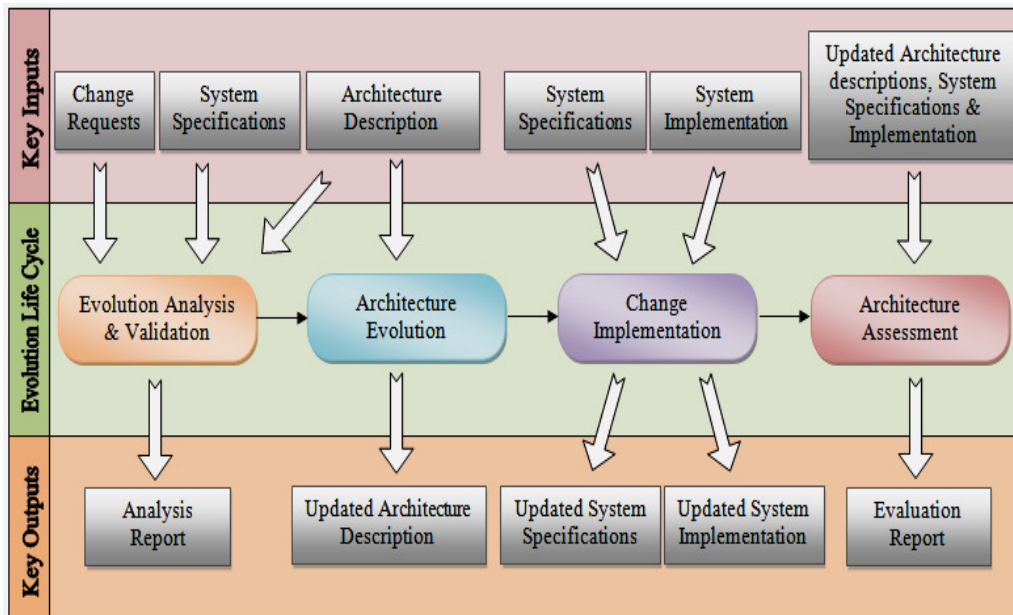 Key Inputs
Change
Requests
System
Specifications
Architecture
Description
System
Specifications
System
Implementation
Updated Architecture
descriptions, System
Specifications &
Implementation
Evolution Life Cycle
Evolution Analysis
& Validation
Architecture
Evolution
Change
Implementation
Architecture
Assessment
Key Outputs
Analysis
Report
Updated Architecture
Description
Updated System
Specifications
Updated System
Implementation
Evaluation
Report